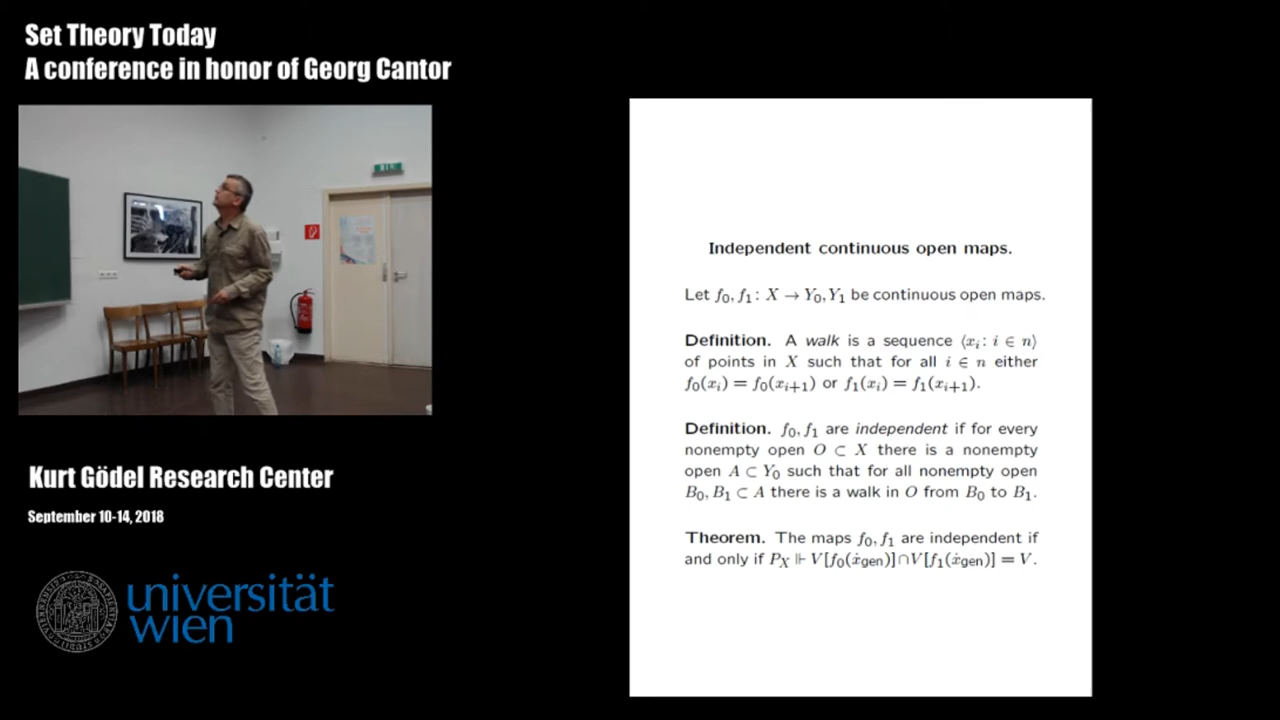 Set Theory Today
A conference in honor of Georg Cantor
Independent continuous open maps.
Let f₀, f₁ : X → Y₀, Y₁ be continuous open maps.
Definition. A walk is a sequence ⟨xᵢ : i ∈ n⟩
of points in X such that for all i ∈ n either
f₀(xᵢ) = f₀(xᵢ₊₁) or f₁(xᵢ) = f₁(xᵢ₊₁).
Definition. f₀, f₁ are independent if for every
nonempty open O ⊂ X there is a nonempty
open A ⊂ Y₀ such that for all nonempty open
B₀, B₁ ⊂ A there is a walk in O from B₀ to B₁.
Theorem. The maps f₀, f₁ are independent if
and only if P_X ⊩ V[f₀(ẋ_gen)] ∩ V[f₁(ẋ_gen)] = V.
Kurt Gödel Research Center
September 10-14, 2018
universität
wien